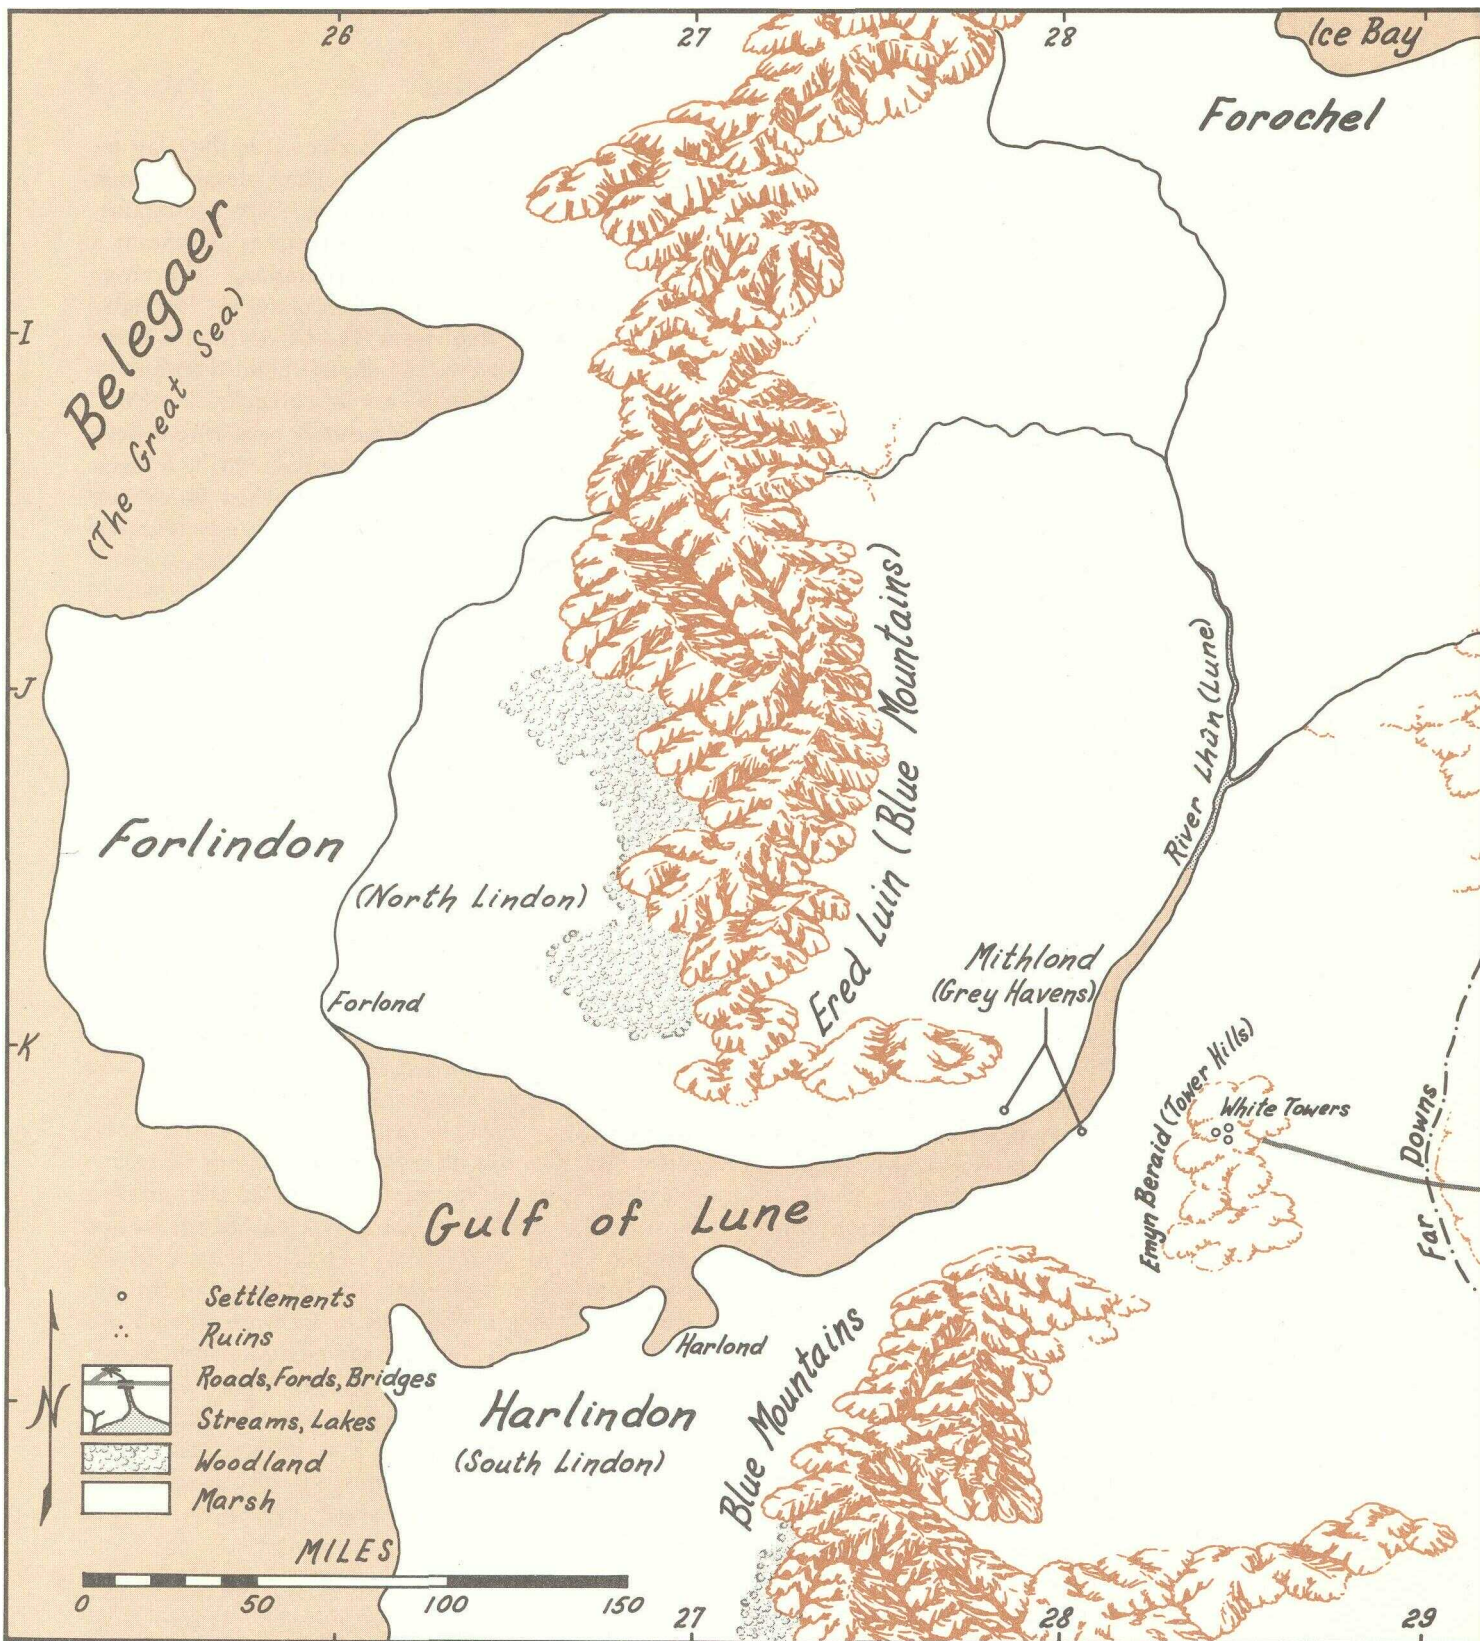 26
27
28
Ice Bay
Forochel
Belegaer
(The Great Sea)
I
Ered Luin (Blue Mountains)
River Lhûn (Lune)
J
Forlindon
(North Lindon)
Mithlond
(Grey Havens)
Forlond
K
Emyn Beraid (Tower Hills)
White Towers
Far Downs
Gulf of Lune
Settlements
Ruins
Harlond
Blue Mountains
Roads, Fords, Bridges
N
Streams, Lakes
Harlindon
(South Lindon)
Woodland
Marsh
MILES
0 50 100 150
27
28
29